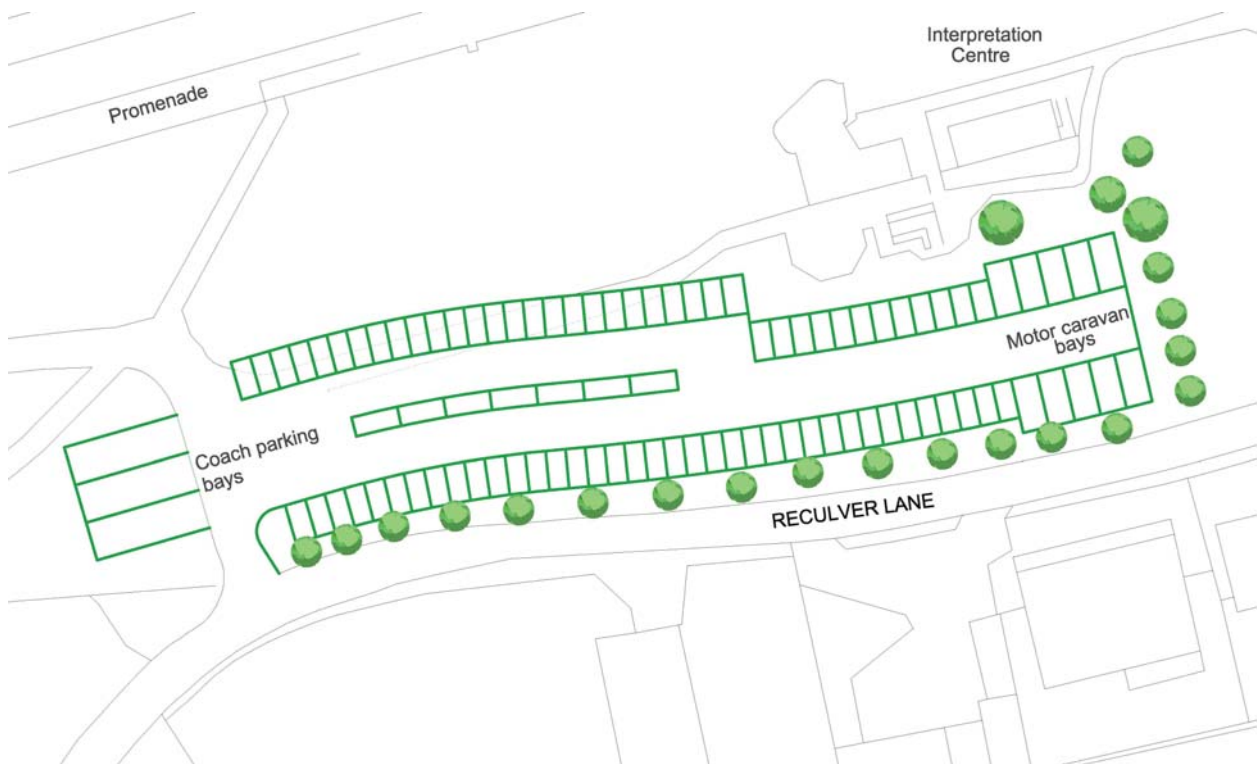 Interpretation
Centre
Promenade
Motor caravan
bays
Coach parking
bays
RECULVER LANE